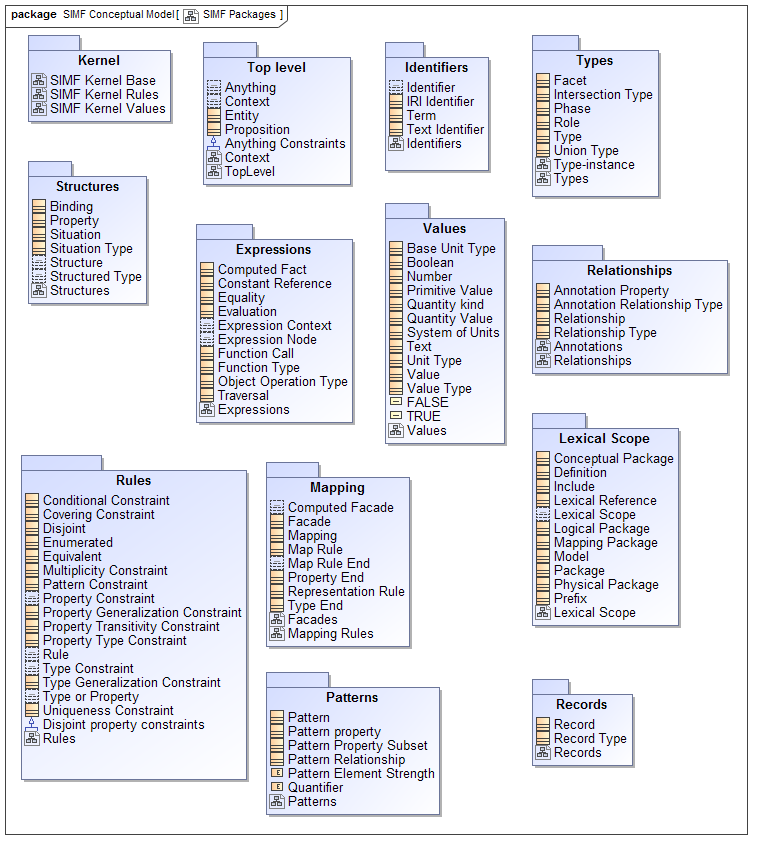 package SIMF Conceptual Model[ SIMF Packages ]
Kernel
SIMF Kernel Base
SIMF Kernel Rules
SIMF Kernel Values
Top level
Anything
Context
Entity
Proposition
Anything Constraints
Context
TopLevel
Identifiers
Identifier
IRI Identifier
Term
Text Identifier
Identifiers
Types
Facet
Intersection Type
Phase
Role
Type
Union Type
Type-instance
Types
Structures
Binding
Property
Situation
Situation Type
Structure
Structured Type
Structures
Expressions
Computed Fact
Constant Reference
Equality
Evaluation
Expression Context
Expression Node
Function Call
Function Type
Object Operation Type
Traversal
Expressions
Values
Base Unit Type
Boolean
Number
Primitive Value
Quantity kind
Quantity Value
System of Units
Text
Unit Type
Value
Value Type
FALSE
TRUE
Values
Relationships
Annotation Property
Annotation Relationship Type
Relationship
Relationship Type
Annotations
Relationships
Rules
Conditional Constraint
Covering Constraint
Disjoint
Enumerated
Equivalent
Multiplicity Constraint
Pattern Constraint
Property Constraint
Property Generalization Constraint
Property Transitivity Constraint
Property Type Constraint
Rule
Type Constraint
Type Generalization Constraint
Type or Property
Uniqueness Constraint
Disjoint property constraints
Rules
Mapping
Computed Facade
Facade
Mapping
Map Rule
Map Rule End
Property End
Representation Rule
Type End
Facades
Mapping Rules
Lexical Scope
Conceptual Package
Definition
Include
Lexical Reference
Lexical Scope
Logical Package
Mapping Package
Model
Package
Physical Package
Prefix
Lexical Scope
Patterns
Pattern
Pattern property
Pattern Property Subset
Pattern Relationship
E Pattern Element Strength
E Quantifier
Patterns
Records
Record
Record Type
Records